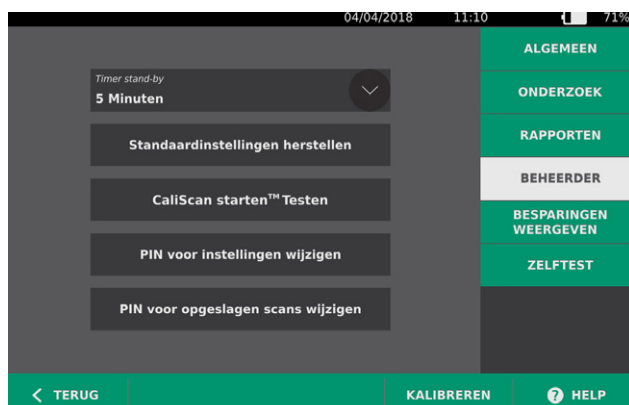 04/04/2018 11:10 71%
Timer stand-by
5 Minuten
Standaardinstellingen herstellen
CaliScan starten™ Testen
PIN voor instellingen wijzigen
PIN voor opgeslagen scans wijzigen
ALGEMEEN
ONDERZOEK
RAPPORTEN
BEHEERDER
BESPARINGEN
WEERGEVEN
ZELFTEST
TERUG
KALIBREREN
? HELP